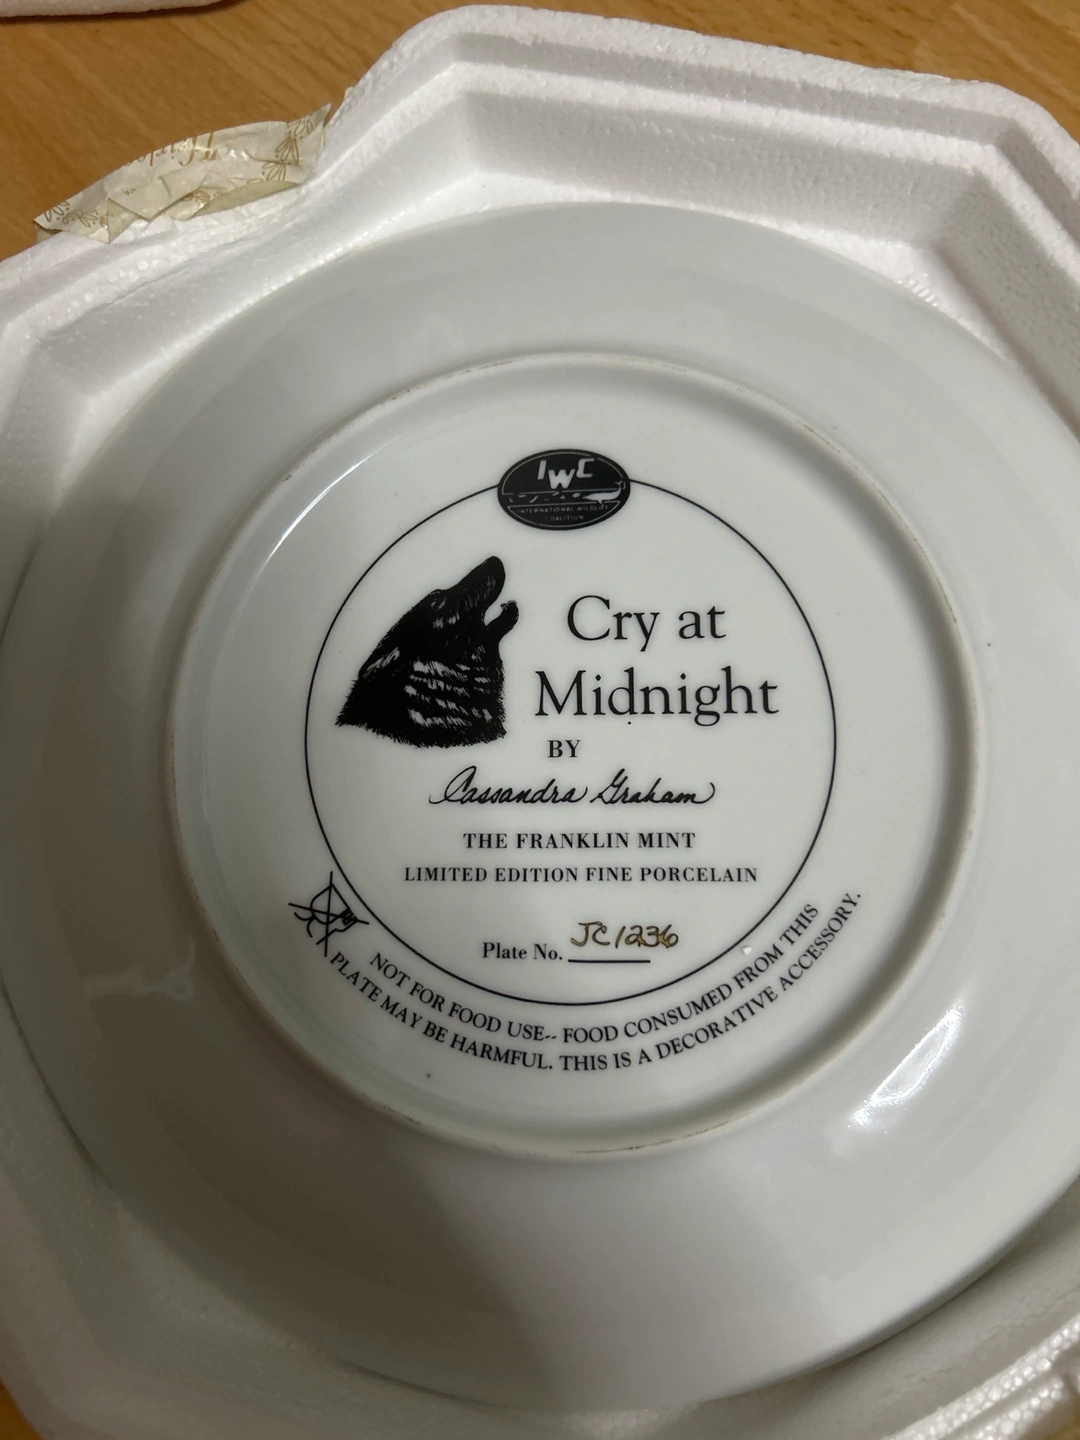 IWC
INTERNATIONAL WILDLIFE
COALITION
Cry at
Midnight
BY
Cassandra Graham
THE FRANKLIN MINT
LIMITED EDITION FINE PORCELAIN
Plate No. JC1236
NOT FOR FOOD USE-- FOOD CONSUMED FROM THIS
PLATE MAY BE HARMFUL. THIS IS A DECORATIVE ACCESSORY.